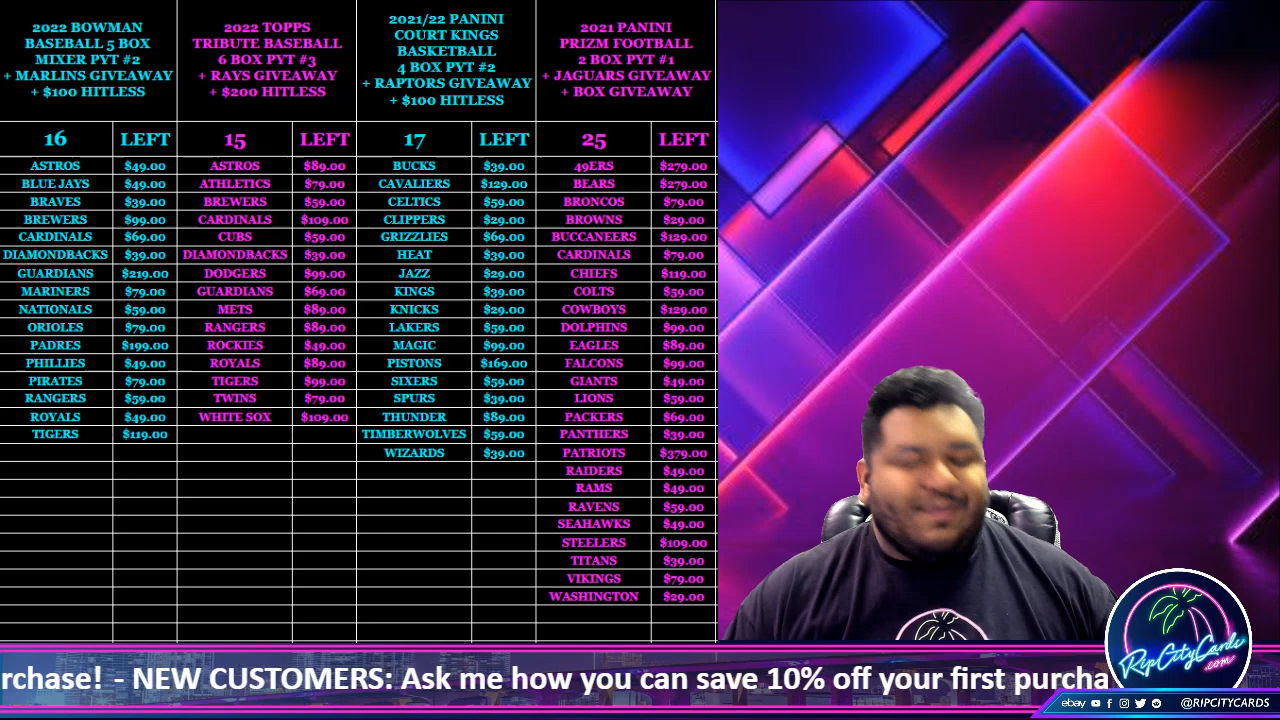 2022 BOWMAN
BASEBALL 5 BOX
MIXER PYT #2
+ MARLINS GIVEAWAY
+ $100 HITLESS
16 LEFT
ASTROS $49.00
BLUE JAYS $49.00
BRAVES $39.00
BREWERS $99.00
CARDINALS $69.00
DIAMONDBACKS $39.00
GUARDIANS $219.00
MARINERS $79.00
NATIONALS $59.00
ORIOLES $79.00
PADRES $199.00
PHILLIES $49.00
PIRATES $79.00
RANGERS $59.00
ROYALS $49.00
TIGERS $119.00
2022 TOPPS
TRIBUTE BASEBALL
6 BOX PYT #3
+ RAYS GIVEAWAY
+ $200 HITLESS
15 LEFT
ASTROS $89.00
ATHLETICS $79.00
BREWERS $59.00
CARDINALS $109.00
CUBS $59.00
DIAMONDBACKS $39.00
DODGERS $99.00
GUARDIANS $69.00
METS $89.00
RANGERS $89.00
ROCKIES $49.00
ROYALS $89.00
TIGERS $99.00
TWINS $79.00
WHITE SOX $109.00
2021/22 PANINI
COURT KINGS
BASKETBALL
4 BOX PYT #2
+ RAPTORS GIVEAWAY
+ $100 HITLESS
17 LEFT
BUCKS $39.00
CAVALIERS $129.00
CELTICS $59.00
CLIPPERS $29.00
GRIZZLIES $69.00
HEAT $39.00
JAZZ $29.00
KINGS $39.00
KNICKS $29.00
LAKERS $59.00
MAGIC $99.00
PISTONS $169.00
SIXERS $59.00
SPURS $39.00
THUNDER $89.00
TIMBERWOLVES $59.00
WIZARDS $39.00
2021 PANINI
PRIZM FOOTBALL
2 BOX PYT #1
+ JAGUARS GIVEAWAY
+ BOX GIVEAWAY
25 LEFT
49ERS $279.00
BEARS $279.00
BRONCOS $79.00
BROWNS $29.00
BUCCANEERS $129.00
CARDINALS $79.00
CHIEFS $119.00
COLTS $59.00
COWBOYS $129.00
DOLPHINS $99.00
EAGLES $89.00
FALCONS $99.00
GIANTS $49.00
LIONS $59.00
PACKERS $69.00
PANTHERS $39.00
PATRIOTS $379.00
RAIDERS $49.00
RAMS $49.00
RAVENS $59.00
SEAHAWKS $49.00
STEELERS $109.00
TITANS $39.00
VIKINGS $79.00
WASHINGTON $29.00
rchase! - NEW CUSTOMERS: Ask me how you can save 10% off your first purcha
RipCityCards
.com
ebay @RIPCITYCARDS